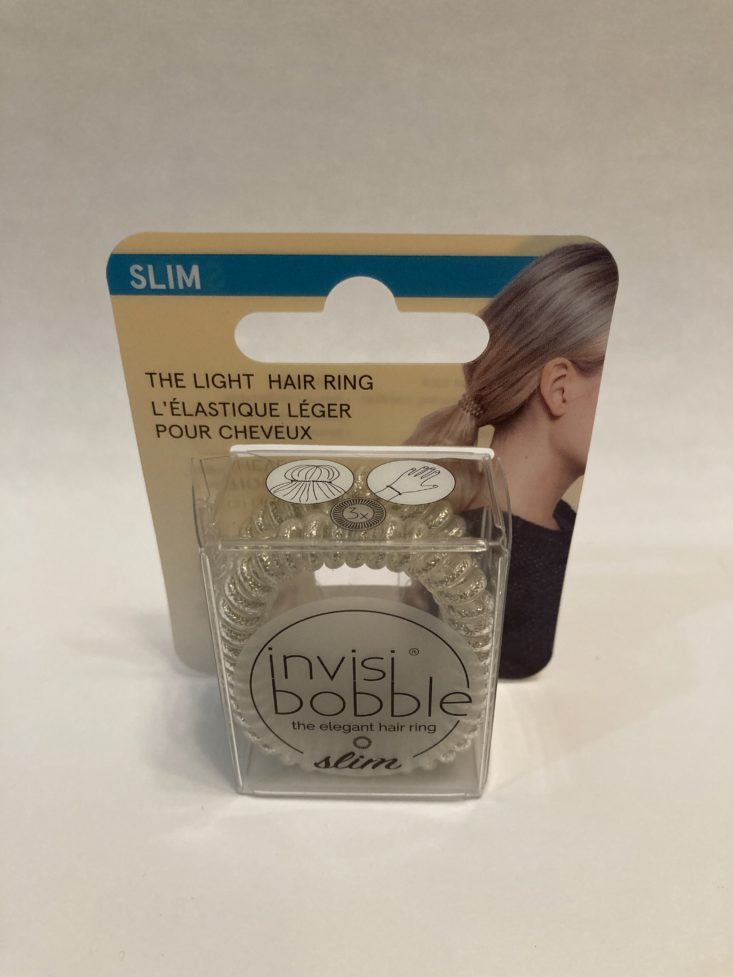 SLIM
THE LIGHT HAIR RING
L'ÉLASTIQUE LÉGER
POUR CHEVEUX
3x
invisi®
bobble
the elegant hair ring
slim